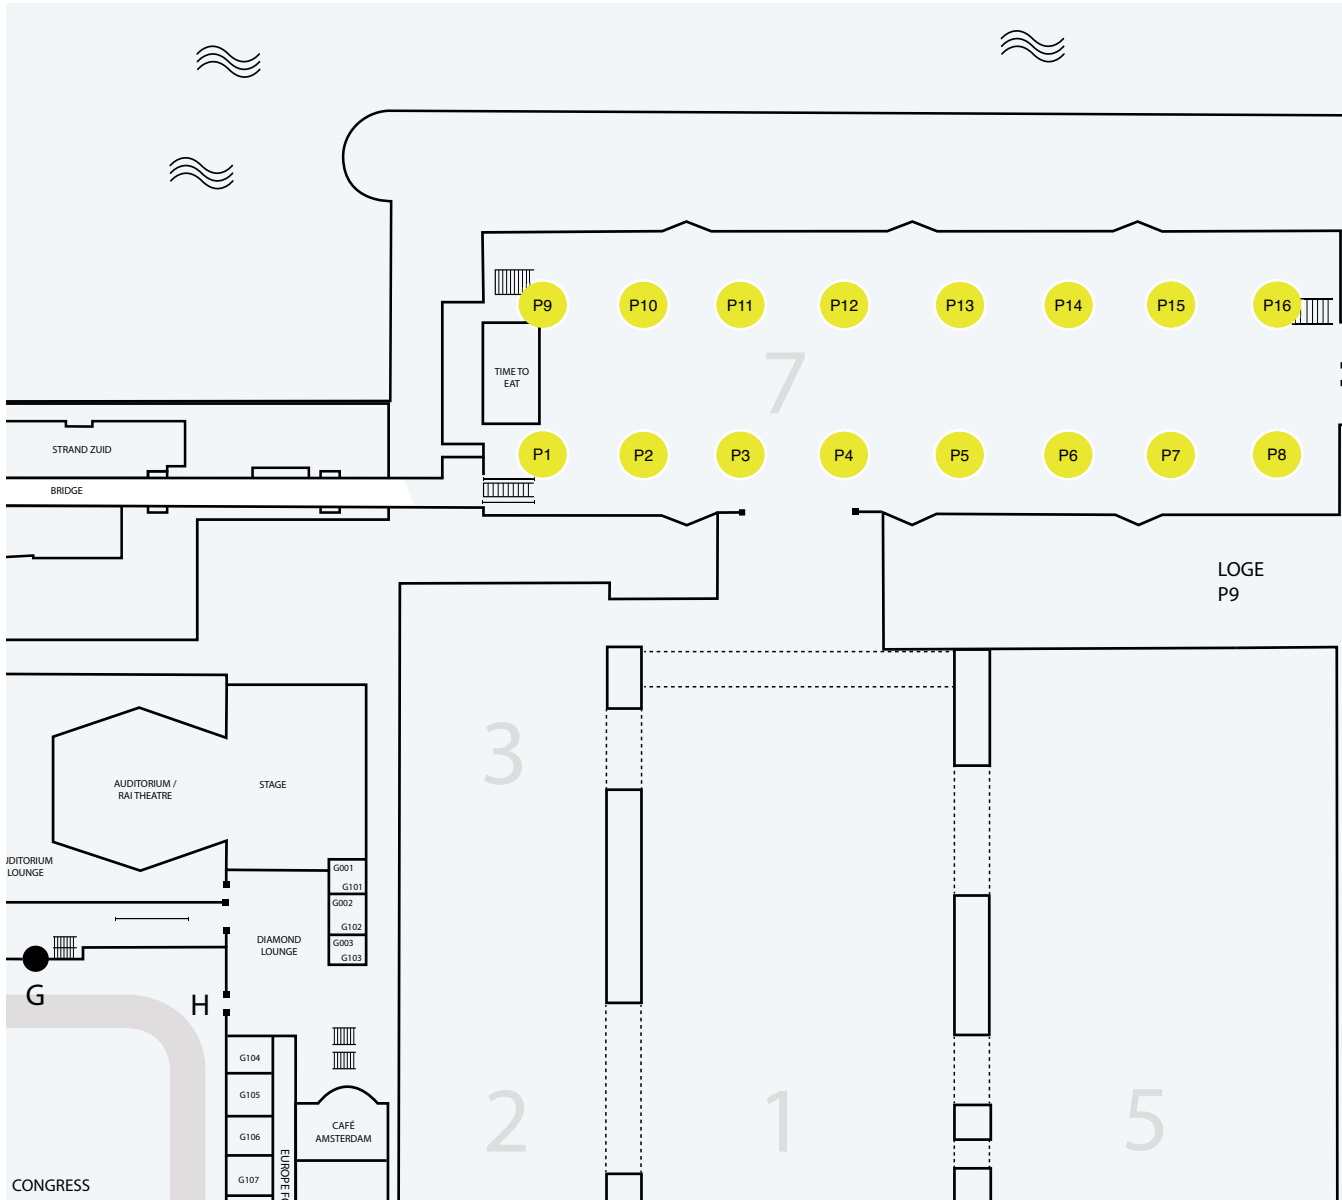 P9 P10 P11 P12 P13 P14 P15 P16
7
TIME TO
EAT
P1 P2 P3 P4 P5 P6 P7 P8
STRAND ZUID
BRIDGE
LOGE
P9
3
AUDITORIUM /
RAI THEATRE
STAGE
UDITORIUM
LOUNGE
G001
G101
G002
G102
G003
G103
DIAMOND
LOUNGE
G
H
G104
G105
G106
G107
CAFÉ
AMSTERDAM
EUROPE FO
2
1
5
CONGRESS